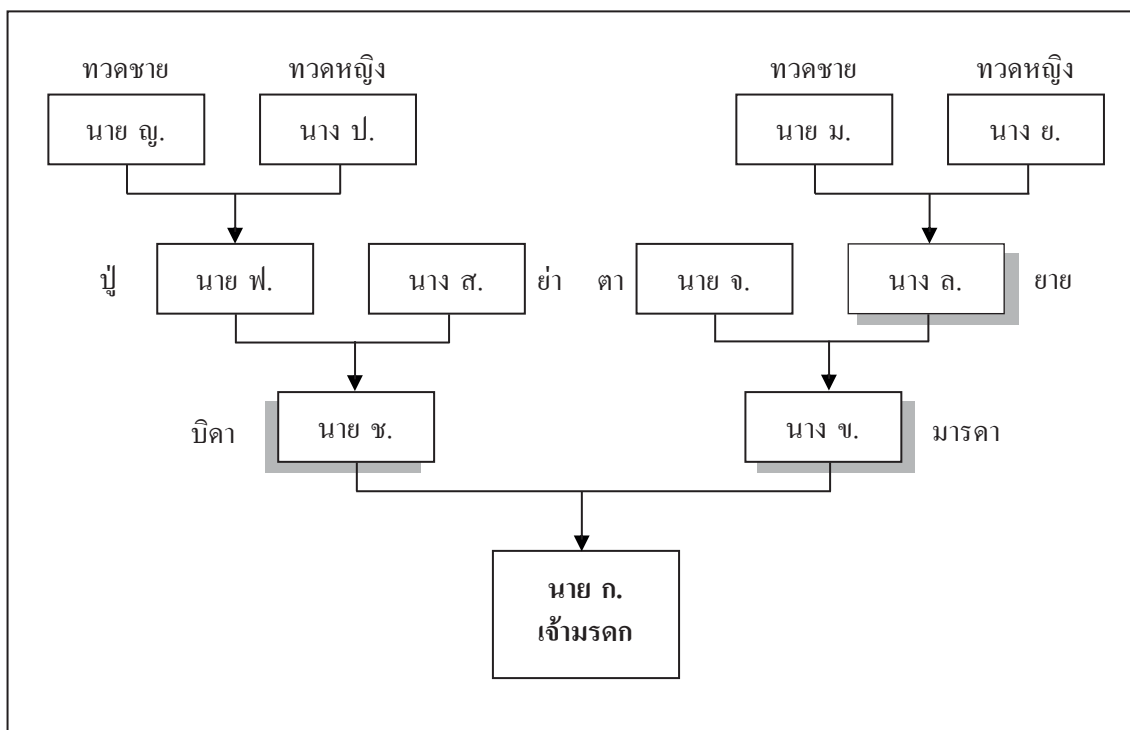 ทวดชาย ทวดหญิง ทวดชาย ทวดหญิง
นาย ญ. นาง ป. นาย ม. นาง ย.
ปู่ นาย ฟ. นาง ส. ย่า ตา นาย จ. นาง ล. ยาย
บิดา นาย ช. นาง ข. มารดา
นาย ก.
เจ้ามรดก